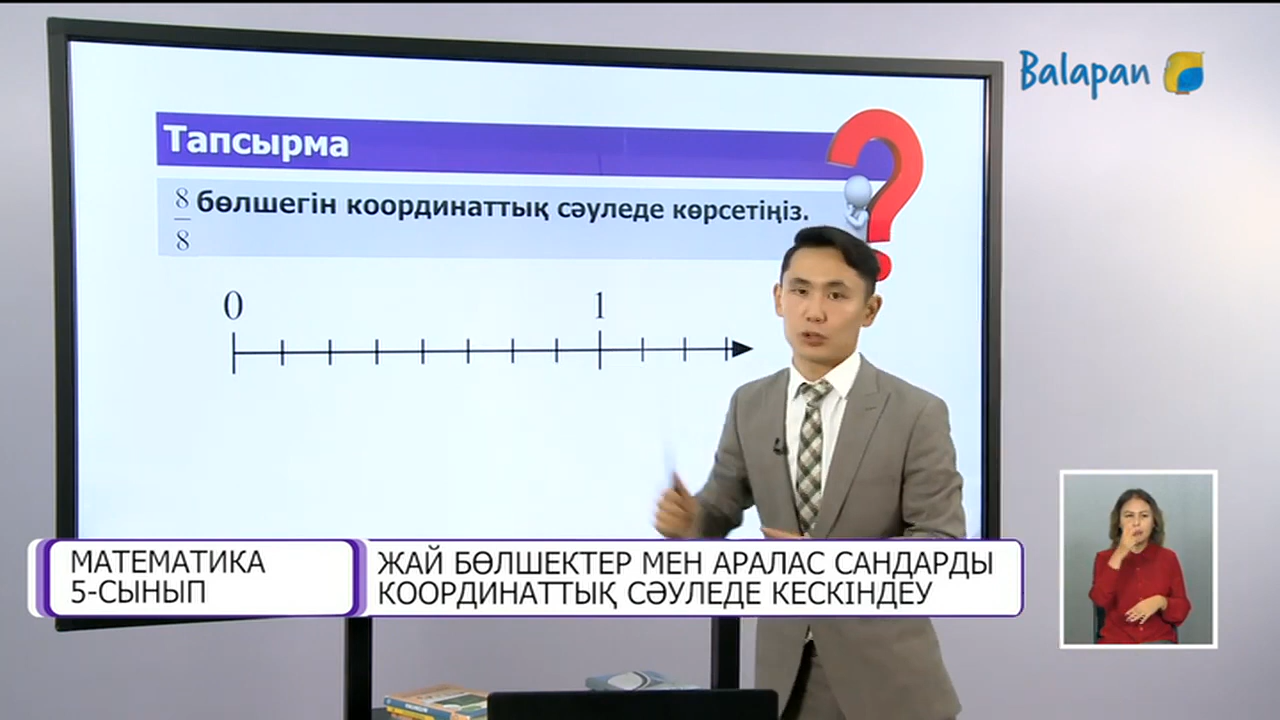 Balapan
Тапсырма
8/8 бөлшегін координаттық сәуледе көрсетіңіз.
0 1
МАТЕМАТИКА
5-СЫНЫП
ЖАЙ БӨЛШЕКТЕР МЕН АРАЛАС САНДАРДЫ
КООРДИНАТТЫҚ СӘУЛЕДЕ КЕСКІНДЕУ